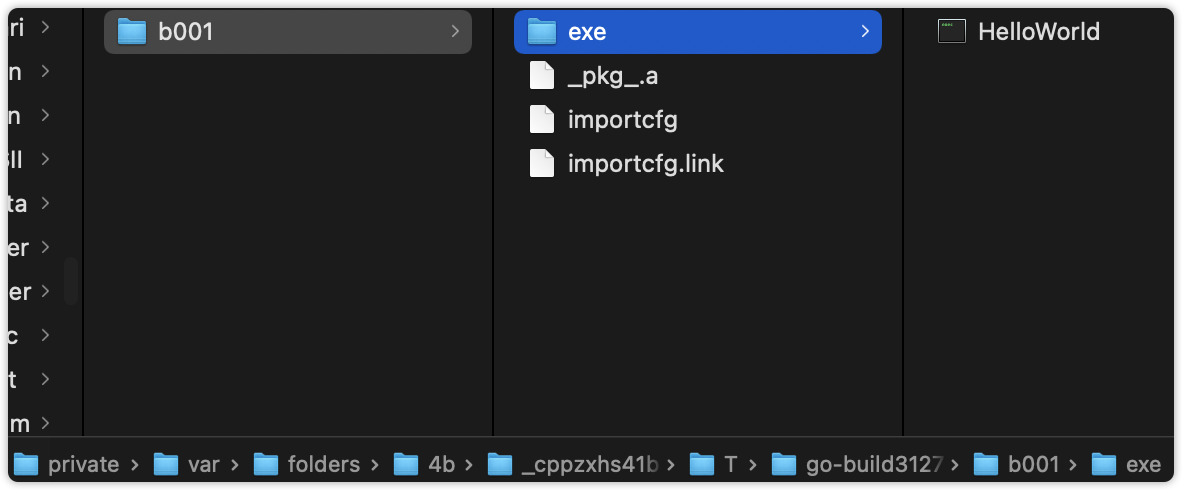 ri b001 exe HelloWorld
n _pkg_.a
n importcfg
ll importcfg.link
ta
er
er
c
t
m
private var folders 4b _cppzxhs41b T go-build3127 b001 exe